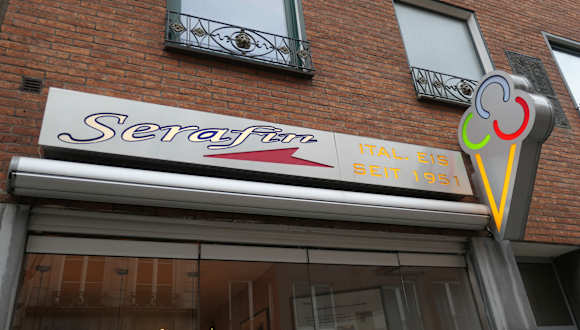 Serafin
ITAL. EIS
SEIT 1951